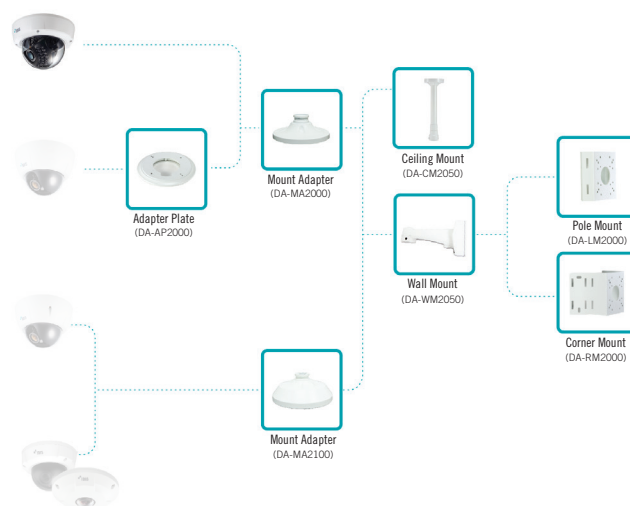 Ceiling Mount
(DA-CM2050)
Mount Adapter
(DA-MA2000)
Adapter Plate
(DA-AP2000)
Pole Mount
(DA-LM2000)
Wall Mount
(DA-WM2050)
Corner Mount
(DA-RM2000)
Mount Adapter
(DA-MA2100)